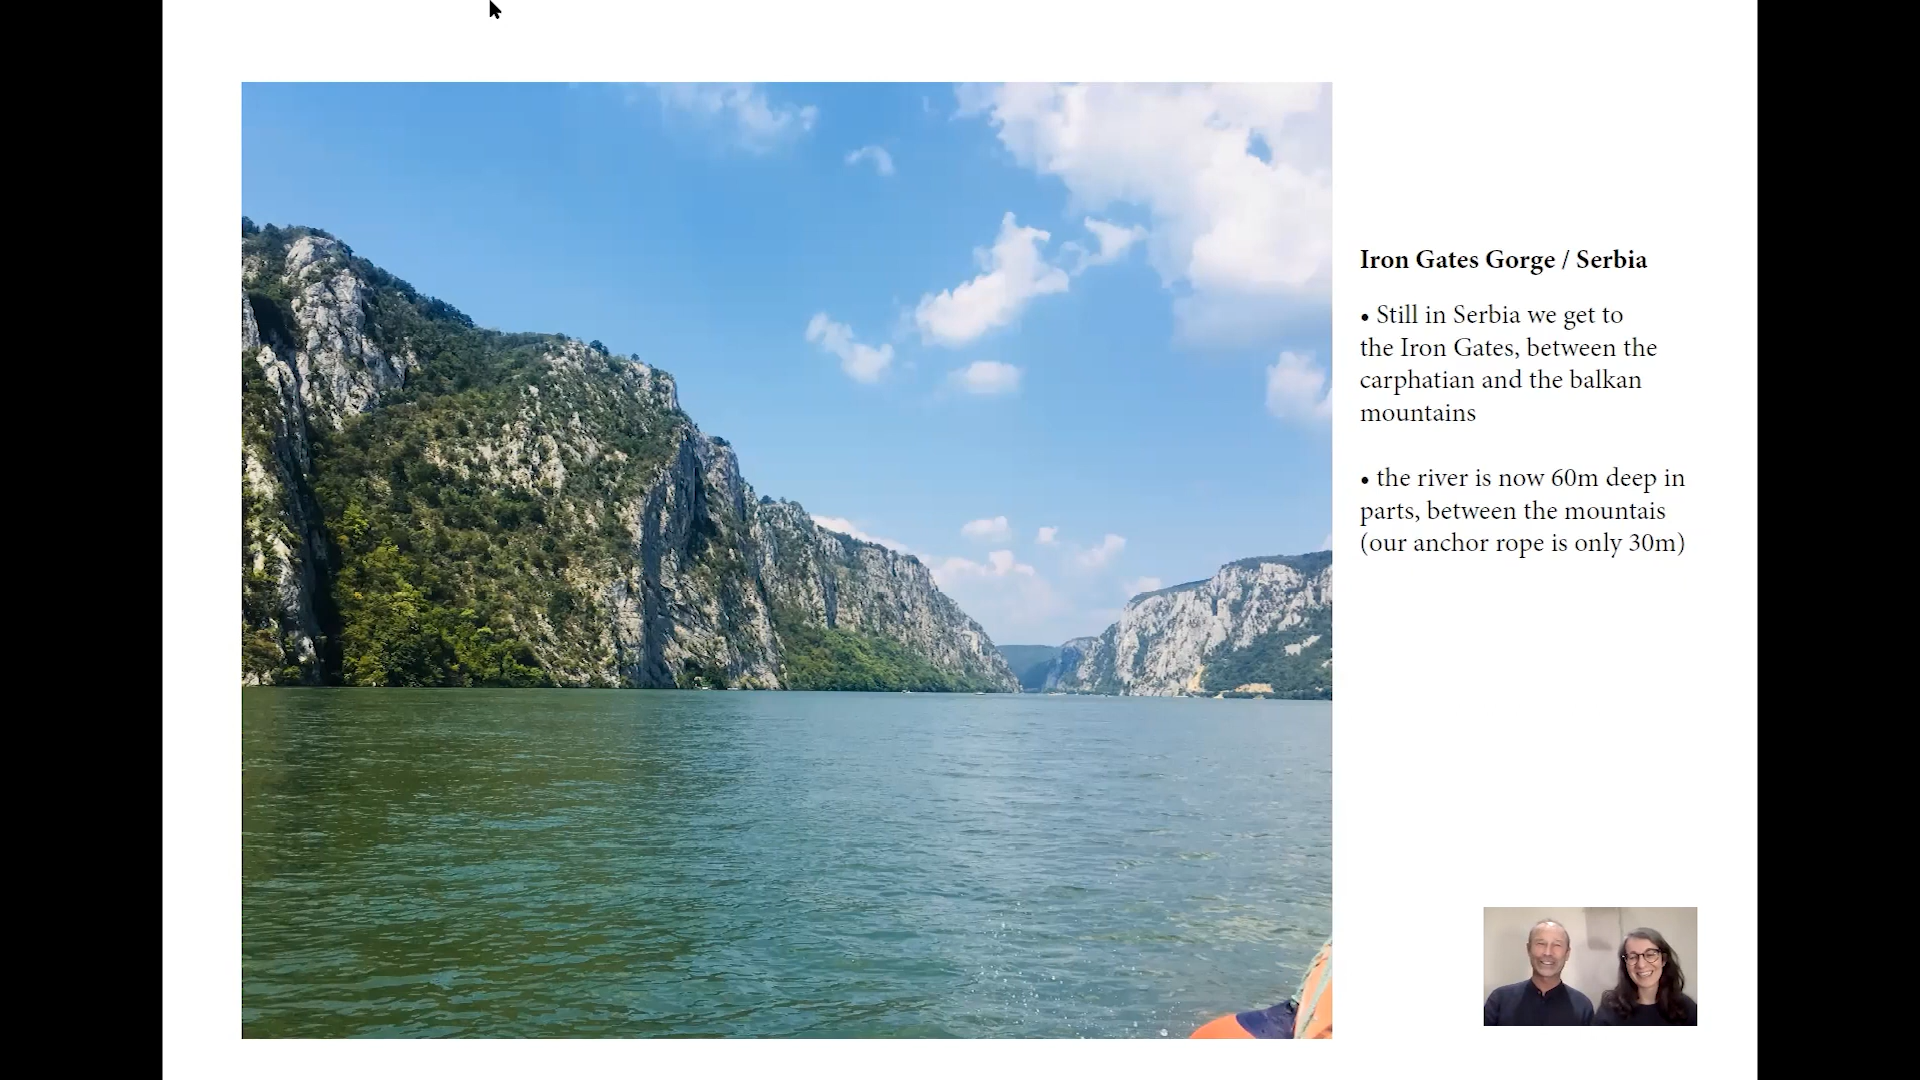 Iron Gates Gorge / Serbia
• Still in Serbia we get to
the Iron Gates, between the
carphatian and the balkan
mountains
• the river is now 60m deep in
parts, between the mountais
(our anchor rope is only 30m)